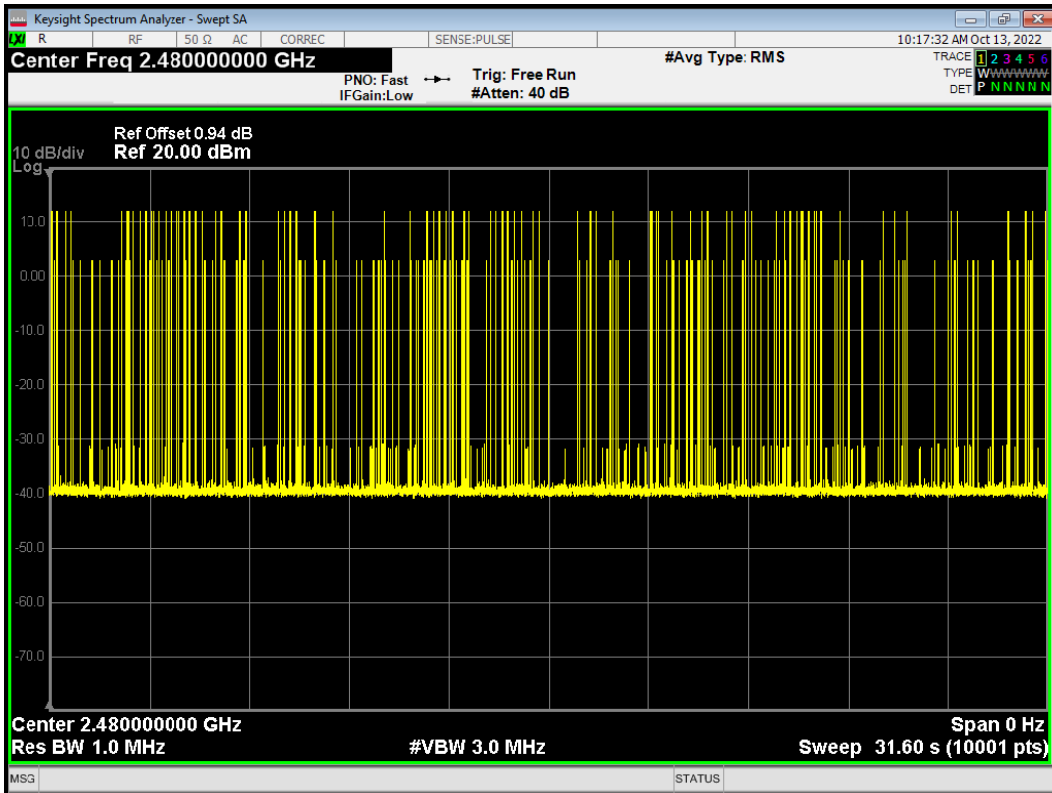 Keysight Spectrum Analyzer - Swept SA
LXI R RF 50 Ω AC CORREC SENSE:PULSE 10:17:32 AM Oct 13, 2022
Center Freq 2.480000000 GHz #Avg Type: RMS TRACE 1 2 3 4 5 6
PNO: Fast Trig: Free Run TYPE WWWWWW
IFGain:Low #Atten: 40 dB DET P N N N N N
Ref Offset 0.94 dB
10 dB/div Ref 20.00 dBm
Log
10.0
0.00
-10.0
-20.0
-30.0
-40.0
-50.0
-60.0
-70.0
Center 2.480000000 GHz Span 0 Hz
Res BW 1.0 MHz #VBW 3.0 MHz Sweep 31.60 s (10001 pts)
MSG STATUS